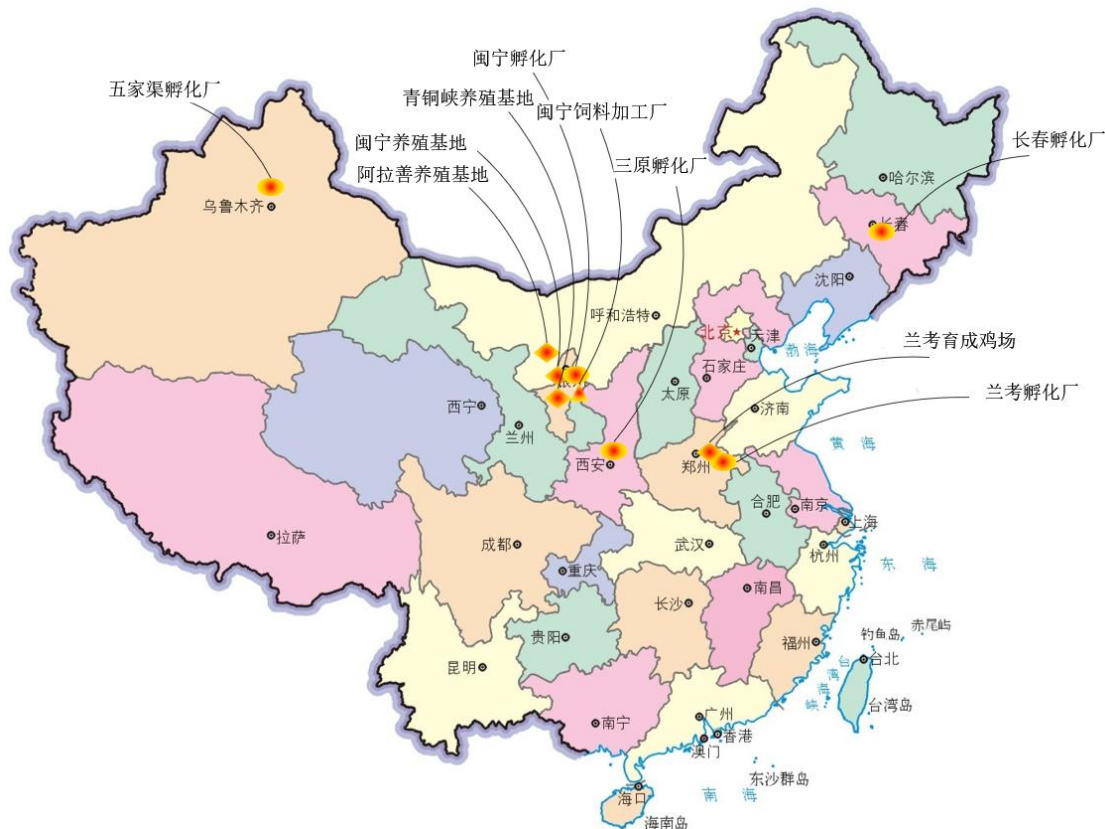 闽宁孵化厂
五家渠孵化厂
青铜峡养殖基地
闽宁饲料加工厂
闽宁养殖基地
阿拉善养殖基地
三原孵化厂
长春孵化厂
哈尔滨
乌鲁木齐
长春
沈阳
呼和浩特
北京
天津
渤海
兰考育成鸡场
石家庄
太原
兰考孵化厂
西宁
济南
兰州
黄海
西安
郑州
合肥
南京
上海
拉萨
成都
武汉
杭州
重庆
东海
南昌
长沙
贵阳
福州
钓鱼岛
赤尾屿
昆明
台北
台湾海峡
台湾岛
南宁
广州
香港
澳门
东沙群岛
南海
海口
海南岛